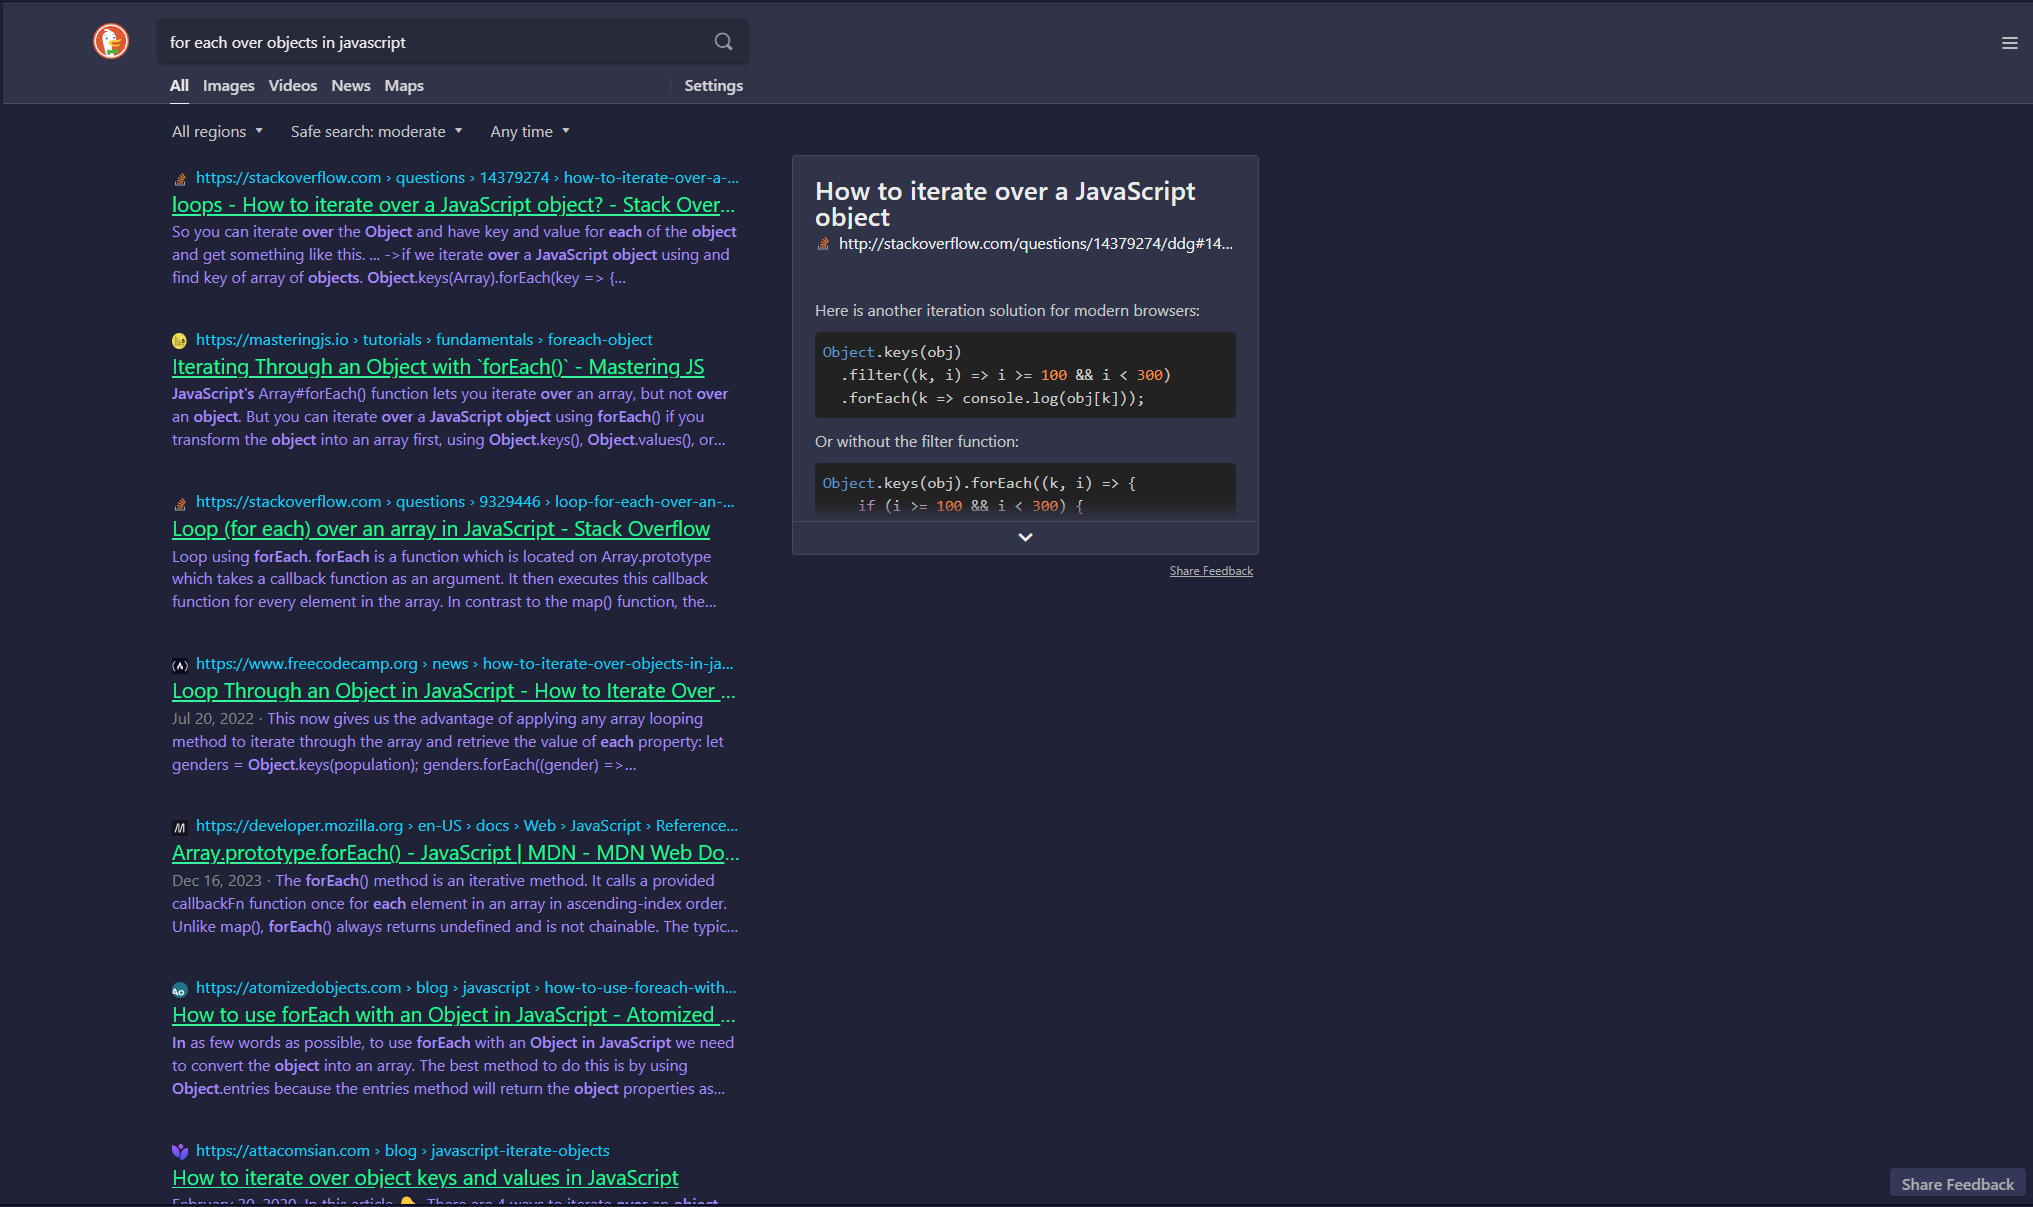 for each over objects in javascript
All Images Videos News Maps Settings
All regions Safe search: moderate Any time
https://stackoverflow.com › questions › 14379274 › how-to-iterate-over-a-...
loops - How to iterate over a JavaScript object? - Stack Over...
So you can iterate over the Object and have key and value for each of the object
and get something like this. ... ->if we iterate over a JavaScript object using and
find key of array of objects. Object.keys(Array).forEach(key => {...
https://masteringjs.io › tutorials › fundamentals › foreach-object
Iterating Through an Object with `forEach()` - Mastering JS
JavaScript's Array#forEach() function lets you iterate over an array, but not over
an object. But you can iterate over a JavaScript object using forEach() if you
transform the object into an array first, using Object.keys(), Object.values(), or...
https://stackoverflow.com › questions › 9329446 › loop-for-each-over-an-...
Loop (for each) over an array in JavaScript - Stack Overflow
Loop using forEach. forEach is a function which is located on Array.prototype
which takes a callback function as an argument. It then executes this callback
function for every element in the array. In contrast to the map() function, the...
https://www.freecodecamp.org › news › how-to-iterate-over-objects-in-ja...
Loop Through an Object in JavaScript - How to Iterate Over ...
Jul 20, 2022 · This now gives us the advantage of applying any array looping
method to iterate through the array and retrieve the value of each property: let
genders = Object.keys(population); genders.forEach((gender) =>...
https://developer.mozilla.org › en-US › docs › Web › JavaScript › Reference...
Array.prototype.forEach() - JavaScript | MDN - MDN Web Do...
Dec 16, 2023 · The forEach() method is an iterative method. It calls a provided
callbackFn function once for each element in an array in ascending-index order.
Unlike map(), forEach() always returns undefined and is not chainable. The typic...
https://atomizedobjects.com › blog › javascript › how-to-use-foreach-with...
How to use forEach with an Object in JavaScript - Atomized ...
In as few words as possible, to use forEach with an Object in JavaScript we need
to convert the object into an array. The best method to do this is by using
Object.entries because the entries method will return the object properties as...
https://attacomsian.com › blog › javascript-iterate-objects
How to iterate over object keys and values in JavaScript
February 20, 2020. In this article 👇. There are 4 ways to iterate over an object
How to iterate over a JavaScript
object
http://stackoverflow.com/questions/14379274/ddg#14...
Here is another iteration solution for modern browsers:
Object.keys(obj)
.filter((k, i) => i >= 100 && i < 300)
.forEach(k => console.log(obj[k]));
Or without the filter function:
Object.keys(obj).forEach((k, i) => {
if (i >= 100 && i < 300) {
Share Feedback
Share Feedback